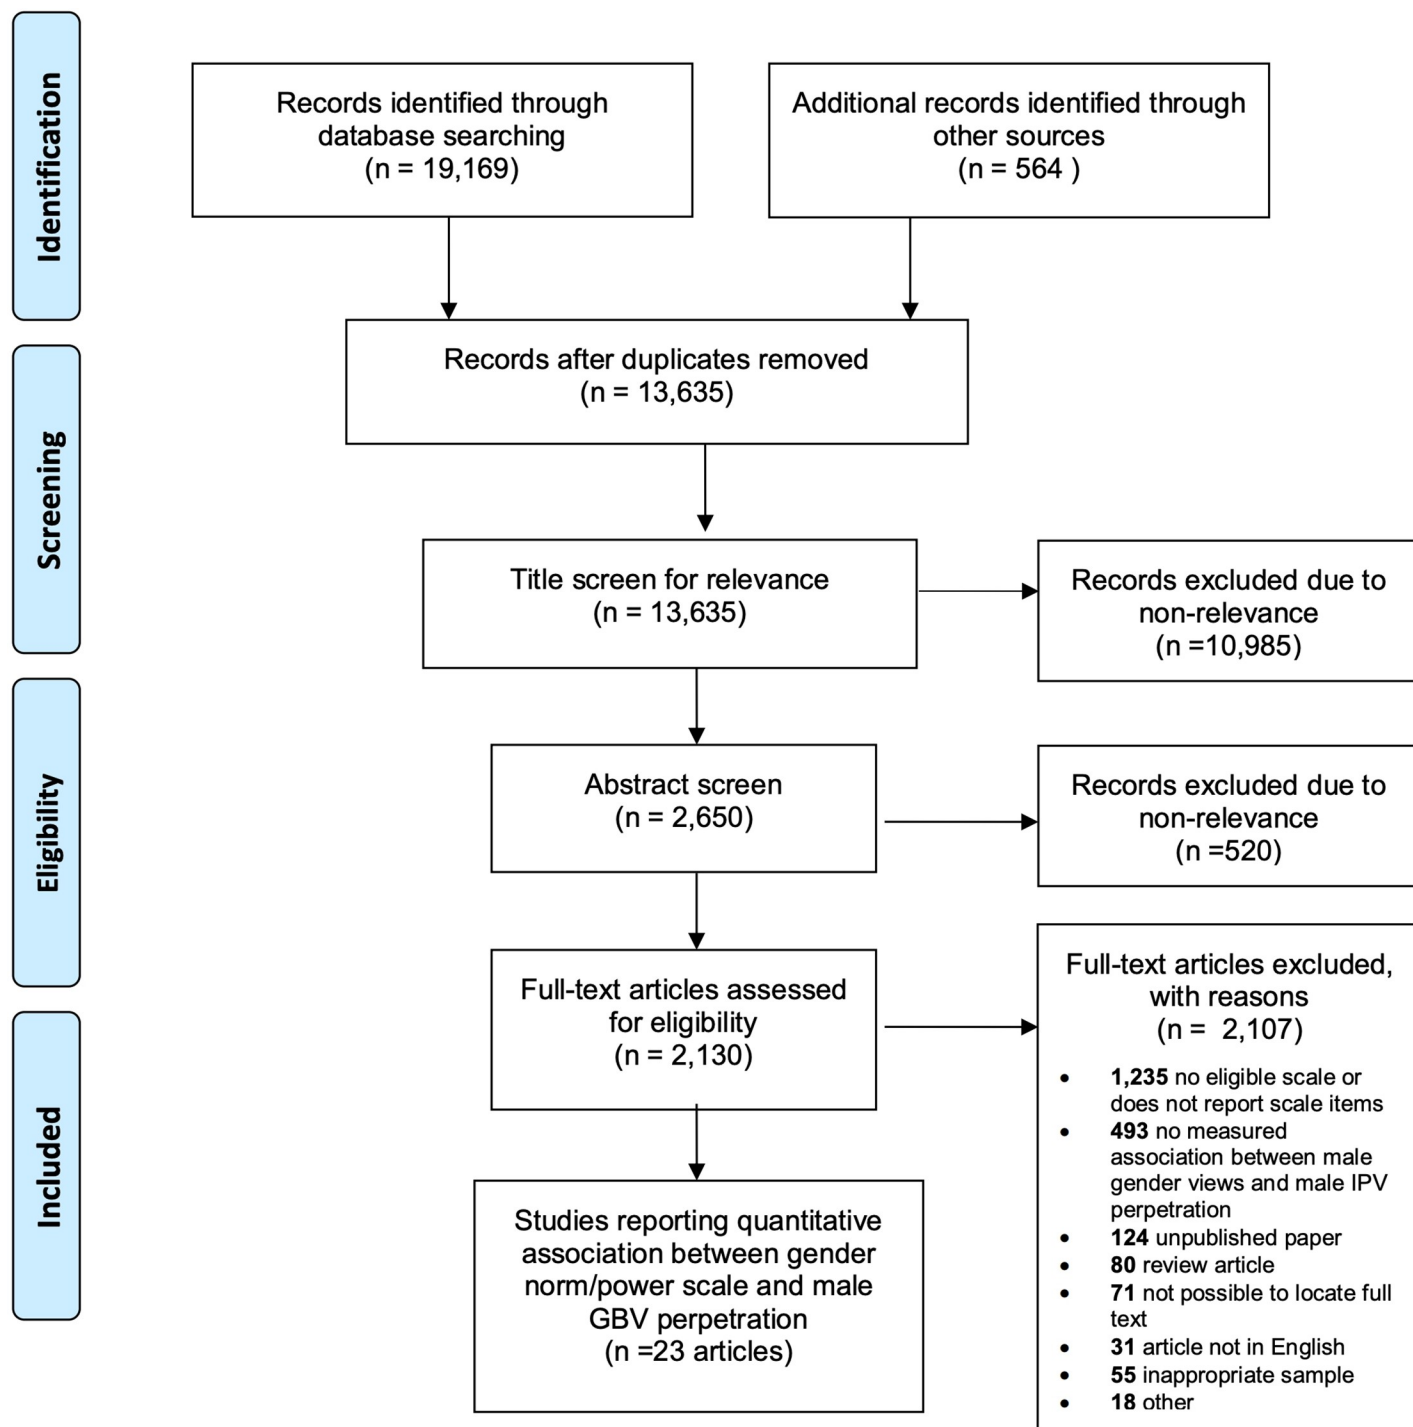 Identification
Records identified through
database searching
(n = 19,169)
Additional records identified through
other sources
(n = 564 )
Records after duplicates removed
(n = 13,635)
Screening
Title screen for relevance
(n = 13,635)
Records excluded due to
non-relevance
(n =10,985)
Eligibility
Abstract screen
(n = 2,650)
Records excluded due to
non-relevance
(n =520)
Full-text articles assessed
for eligibility
(n = 2,130)
Full-text articles excluded,
with reasons
(n =  2,107)
• 1,235 no eligible scale or
does not report scale items
• 493 no measured
association between male
gender views and male IPV
perpetration
• 124 unpublished paper
• 80 review article
• 71 not possible to locate full
text
• 31 article not in English
• 55 inappropriate sample
• 18 other
Included
Studies reporting quantitative
association between gender
norm/power scale and male
GBV perpetration
(n =23 articles)